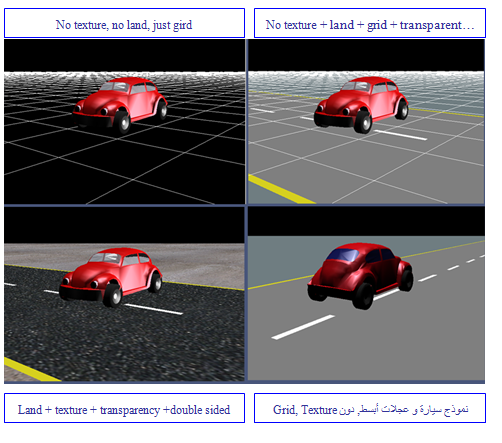 No texture, no land, just gird
No texture + land + grid + transparent…
Land + texture + transparency +double sided
نموذج سيارة و عجلات أبسط, دون Grid, Texture